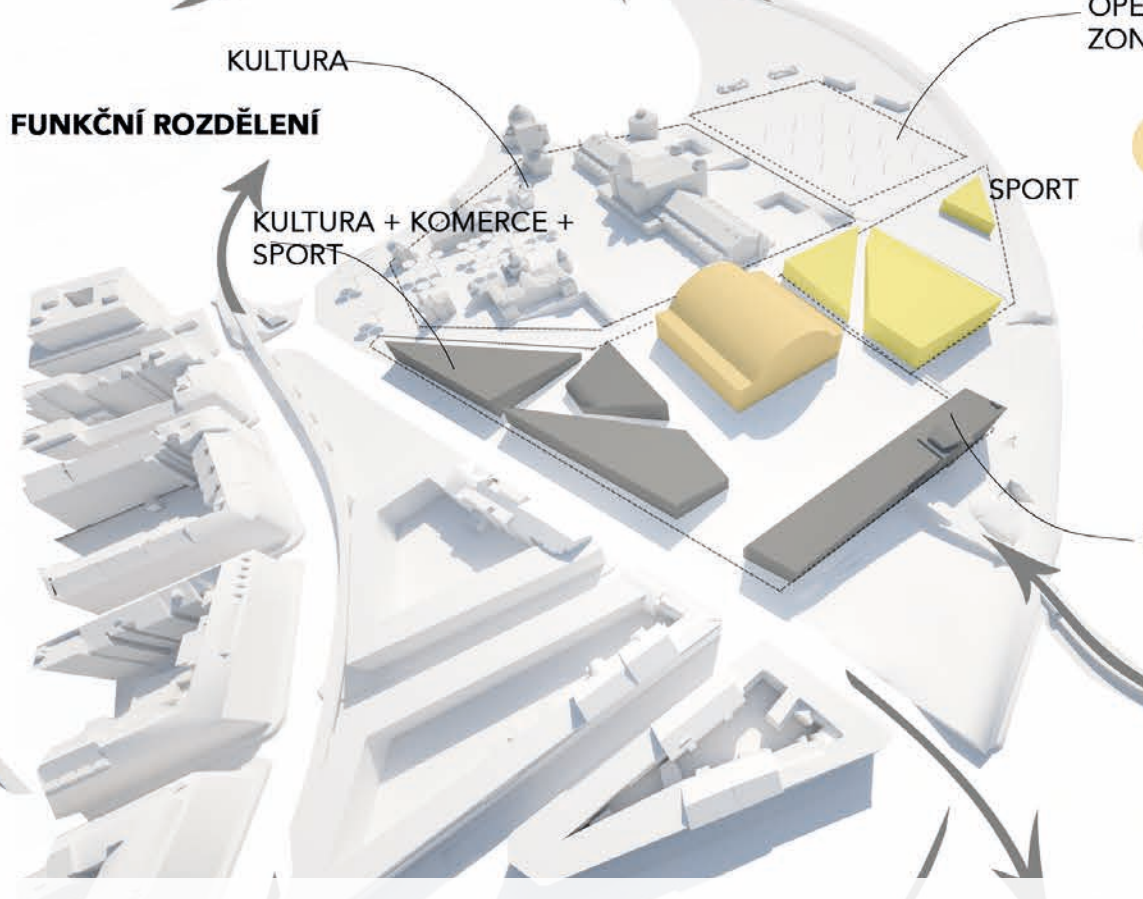 KULTURA
FUNKČNÍ ROZDĚLENÍ
KULTURA + KOMERCE +
SPORT
SPORT